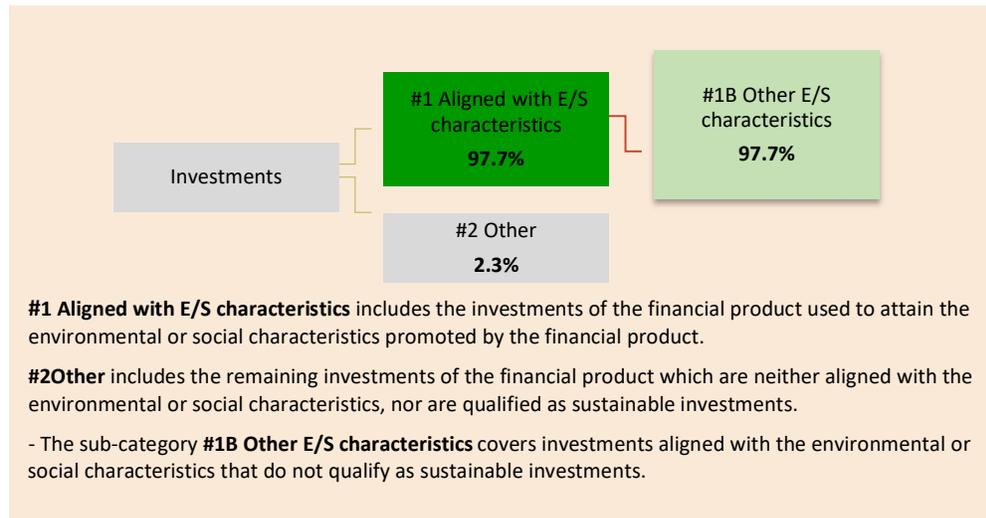 Investments
#1 Aligned with E/S
characteristics
97.7%
#1B Other E/S
characteristics
97.7%
#2 Other
2.3%
#1 Aligned with E/S characteristics includes the investments of the financial product used to attain the
environmental or social characteristics promoted by the financial product.
#2Other includes the remaining investments of the financial product which are neither aligned with the
environmental or social characteristics, nor are qualified as sustainable investments.
- The sub-category #1B Other E/S characteristics covers investments aligned with the environmental or
social characteristics that do not qualify as sustainable investments.